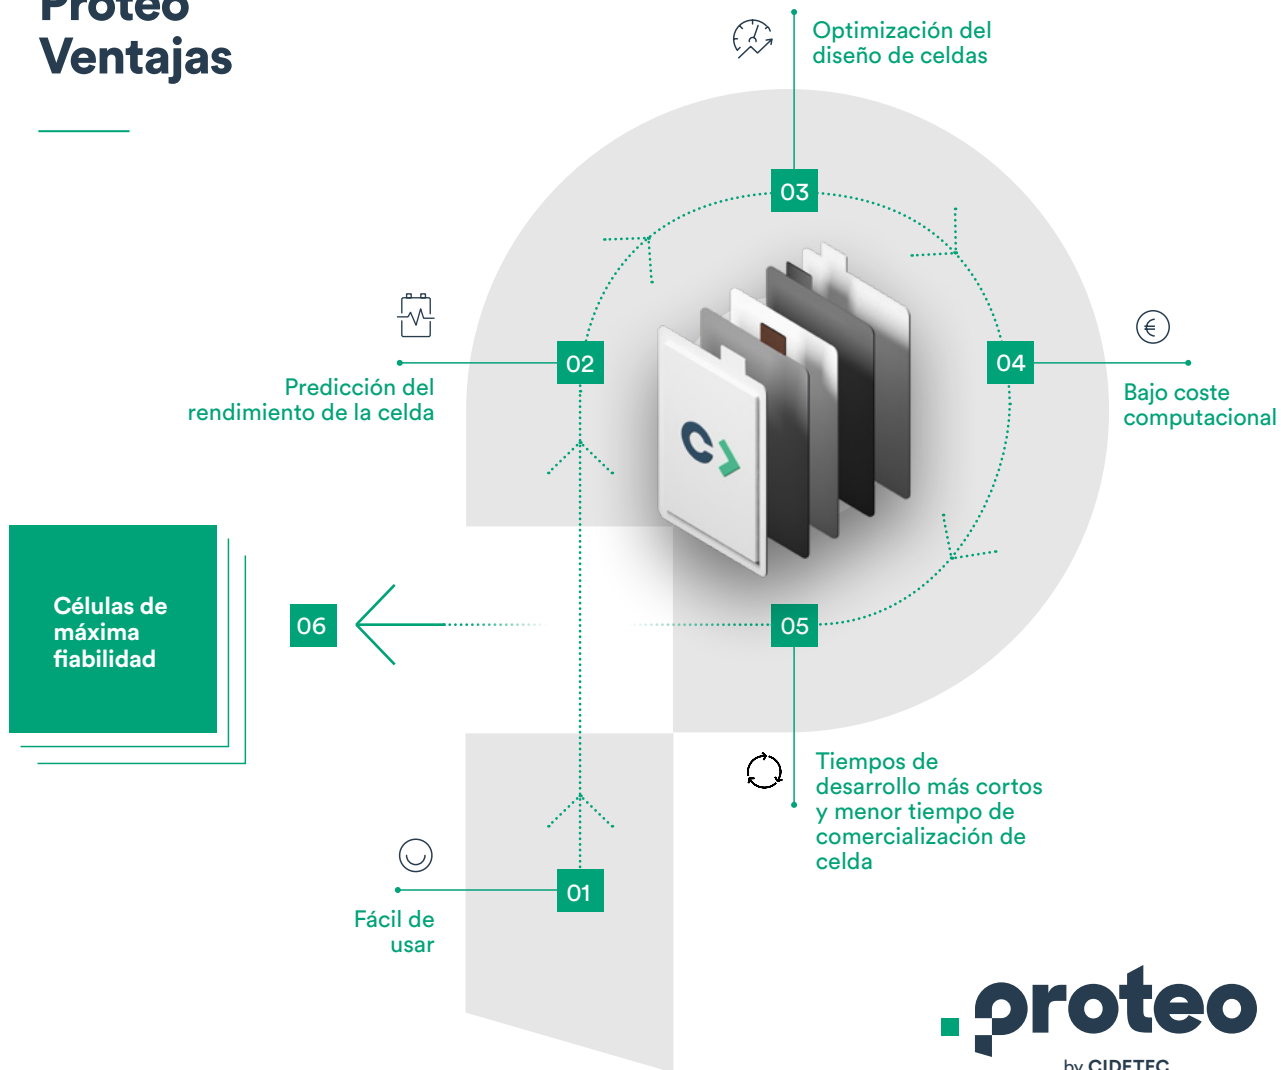 Proteo
Ventajas
Optimización del
diseño de celdas
03
02
04
Predicción del
rendimiento de la celda
Bajo coste
computacional
Células de
máxima
fiabilidad
06
05
Tiempos de
desarrollo más cortos
y menor tiempo de
comercialización de
celda
01
Fácil de
usar
proteo
by CIDETEC